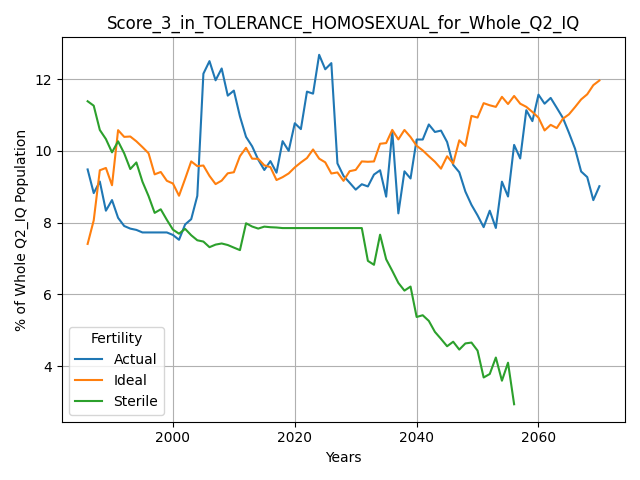 Score_3_in_TOLERANCE_HOMOSEXUAL_for_Whole_Q2_IQ
% of Whole Q2_IQ Population
12
10
8
6
4
Fertility
Actual
Ideal
Sterile
2000 2020 2040 2060
Years